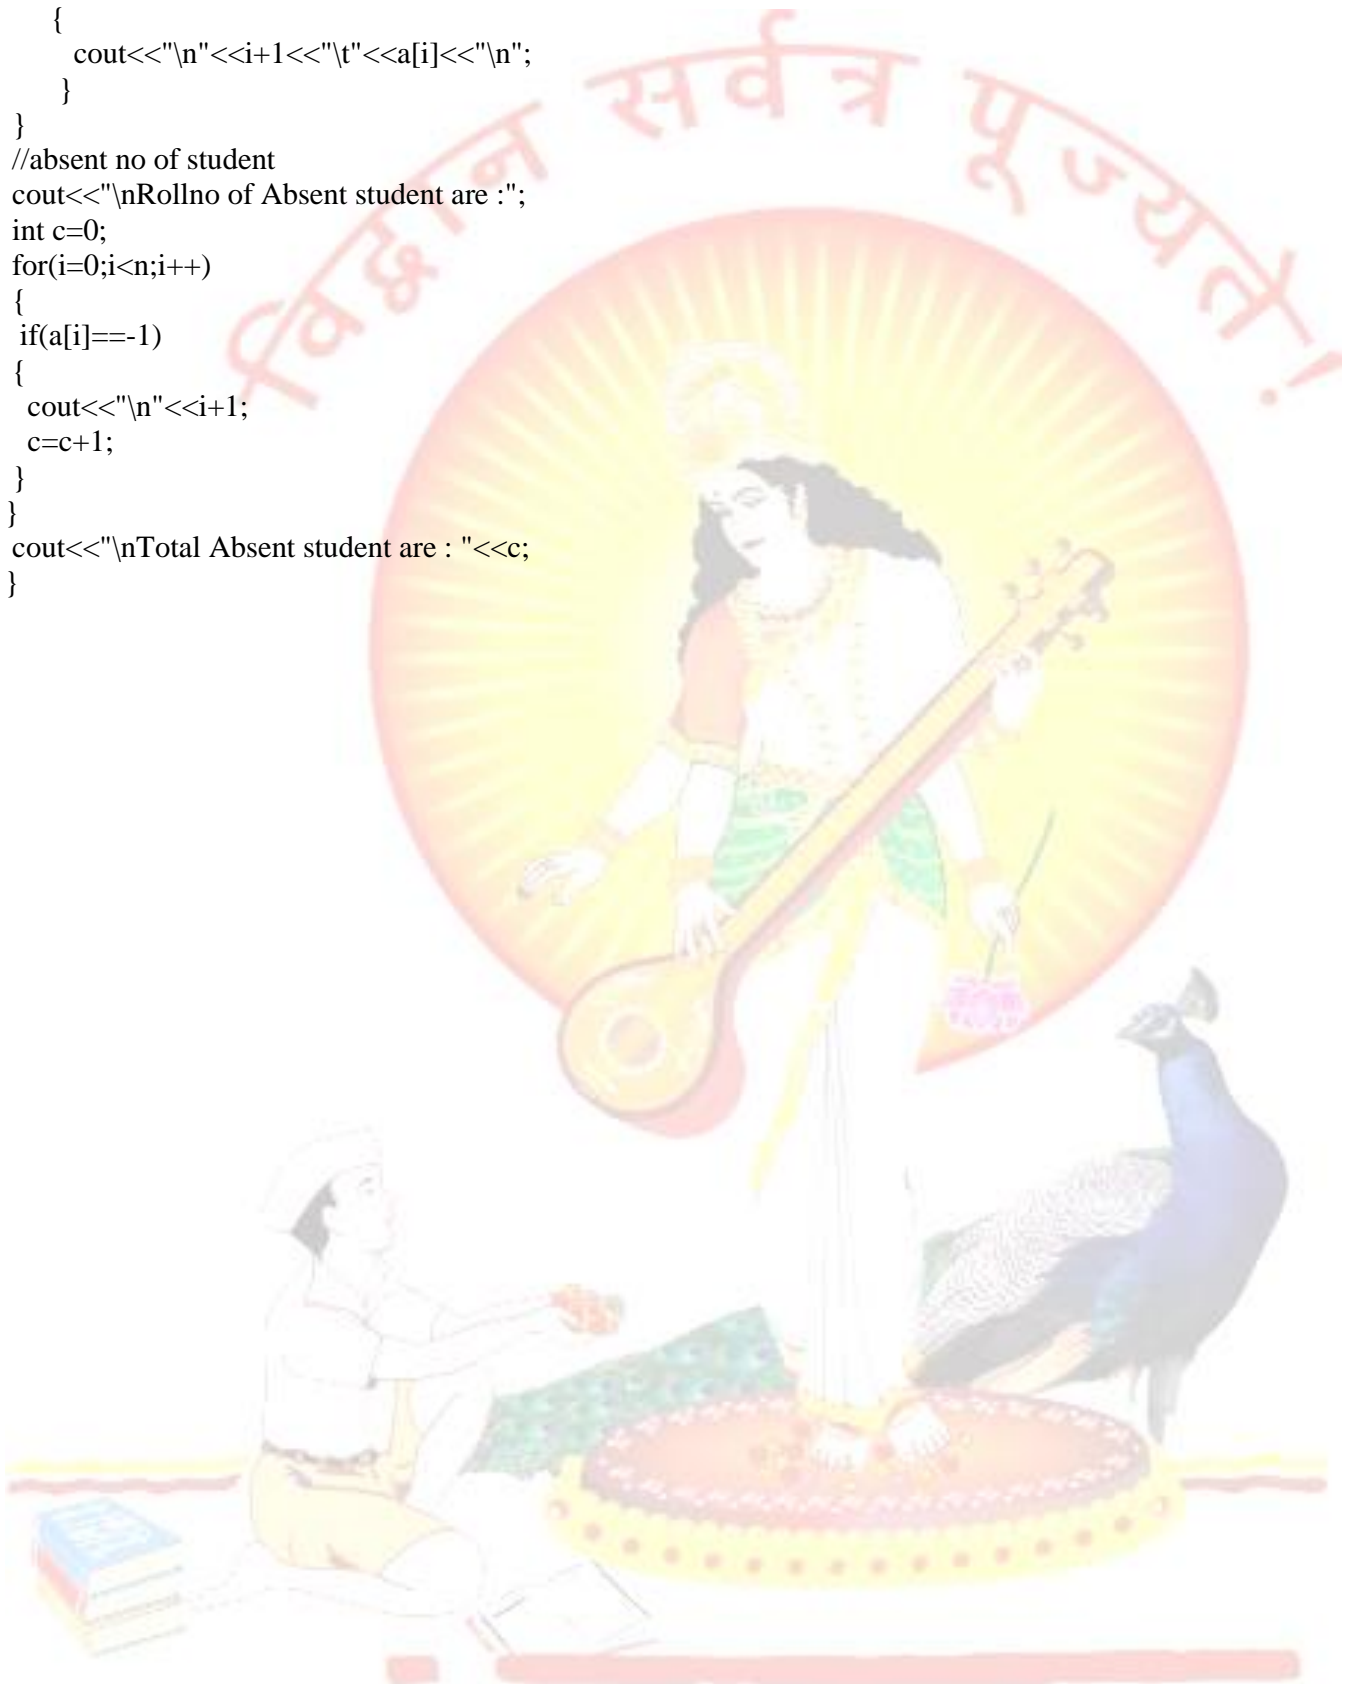 {
cout<<"\n"<<i+1<<"\t"<<a[i]<<"\n";
}
}
//absent no of student
cout<<"\nRollno of Absent student are :";
int c=0;
for(i=0;i<n;i++)
{
if(a[i]==-1)
{
cout<<"\n"<<i+1;
c=c+1;
}
}
cout<<"\nTotal Absent student are : "<<c;
}
विद्वान सर्वत्र पूज्यते!